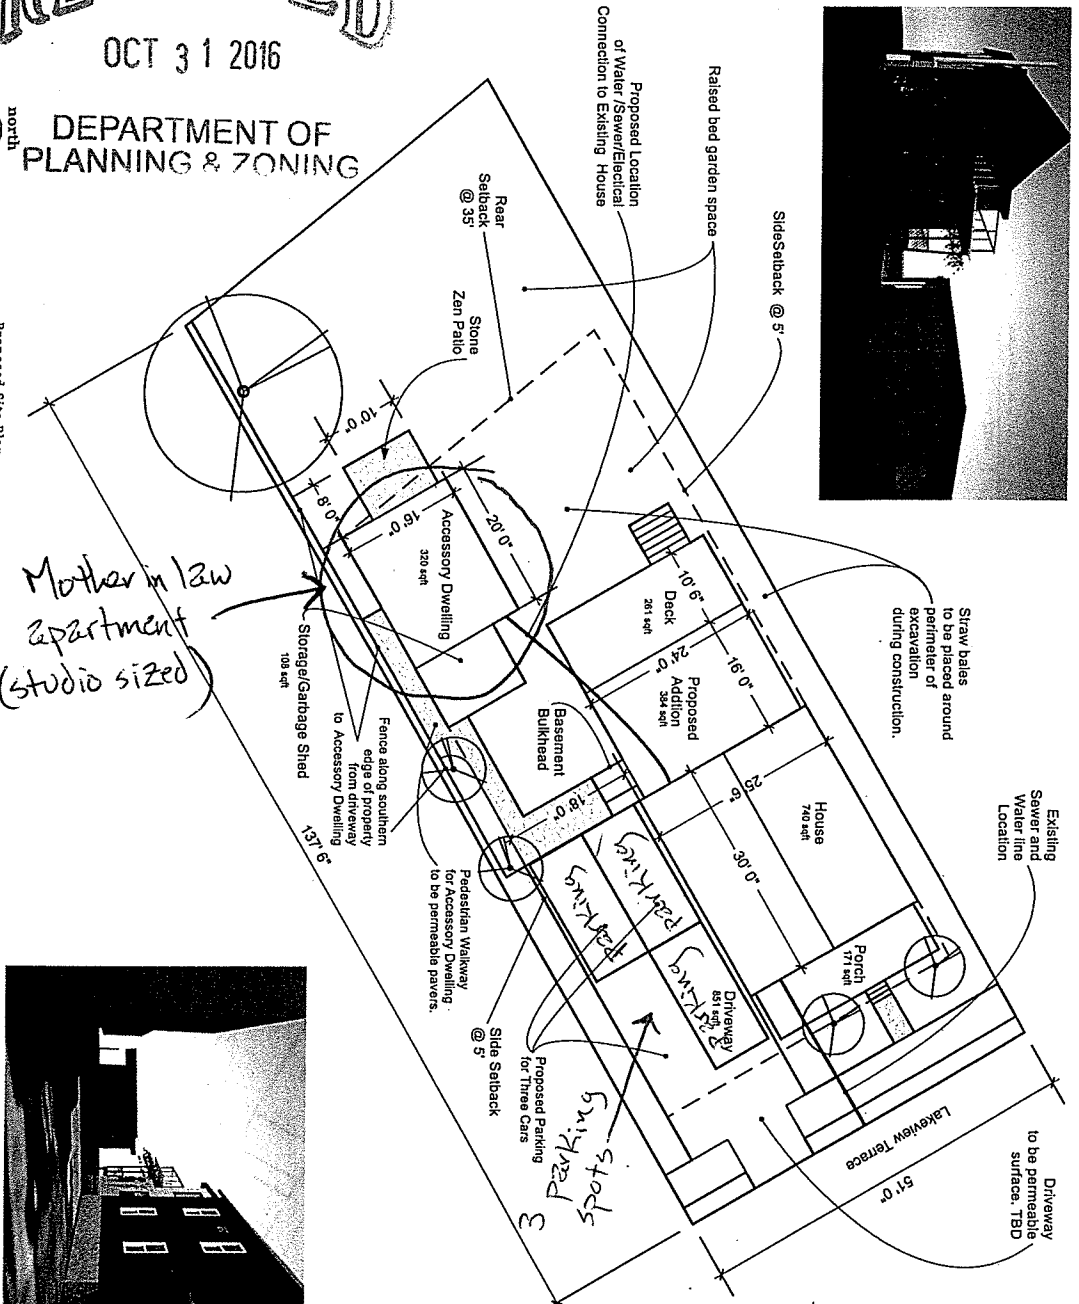 OCT 31 2016
DEPARTMENT OF
PLANNING & ZONING
north
Proposed Site Plan
Mother in law
apartment
(studio sized)
SideSetback @ 5'
Raised bed garden space
Proposed Location
of Water /Sewer/Electical
Connection to Existing House
Rear
Setback
@ 35'
Stone
Zen Patio
10' 0"
8' 0"
16' 0"
20' 0"
Accessory Dwelling
320 sqft
Storage/Garbage Shed
108 sqft
Fence along southern
edge of property
from driveway
to Accessory Dwelling
137' 6"
Straw bales
to be placed around
perimeter of
excavation
during construction.
Deck
261 sqft
10' 6"
24' 0"
16' 0"
Proposed
Addtion
384 sqft
Basement
Bulkhead
18' 0"
25' 6"
House
740 sqft
30' 0"
Existing
Sewer and
Water line
Location
Porch
171 sqft
Parking
Parking
Parking
Driveway
851 sqft
Pedestrian Walkway
for Accessory Dwelling
to be permeable pavers.
Side Setback
@ 5'
Proposed Parking
for Three Cars
3 parking
spots
Lakeview Terrace
51' 0"
Driveway
to be permeable
surface. TBD